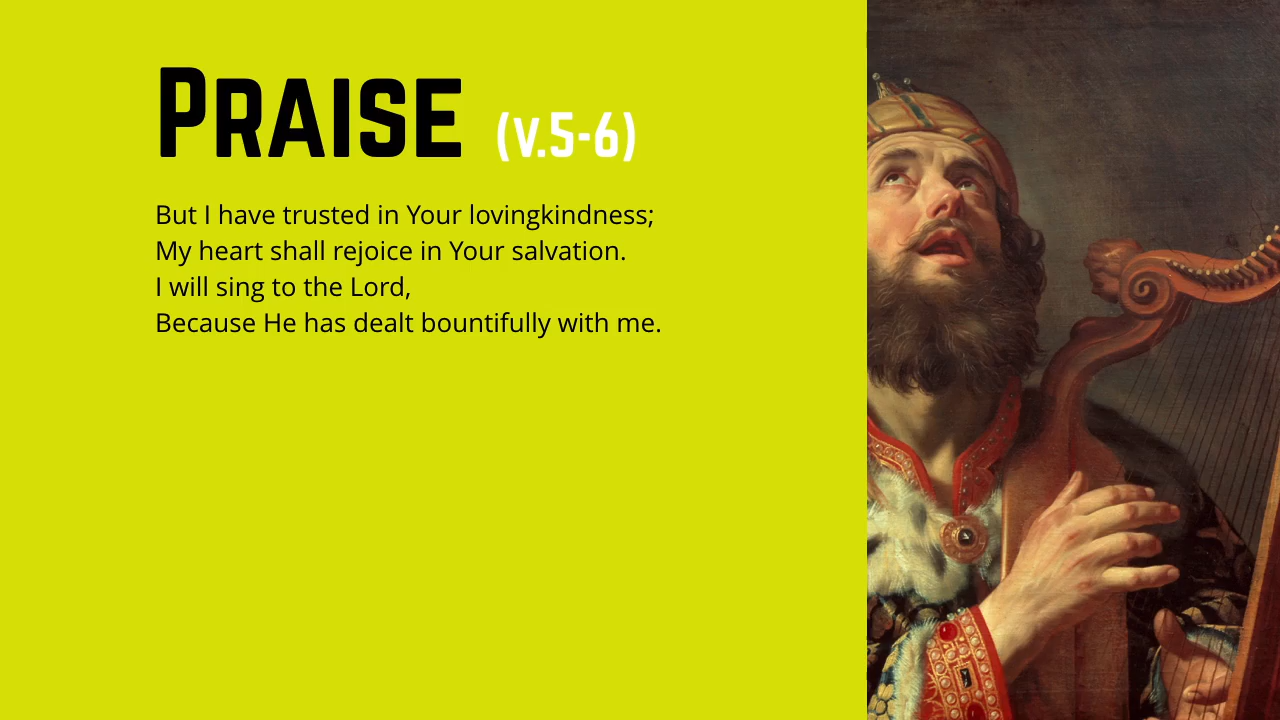 Praise (v.5-6)
But I have trusted in Your lovingkindness;
My heart shall rejoice in Your salvation.
I will sing to the Lord,
Because He has dealt bountifully with me.